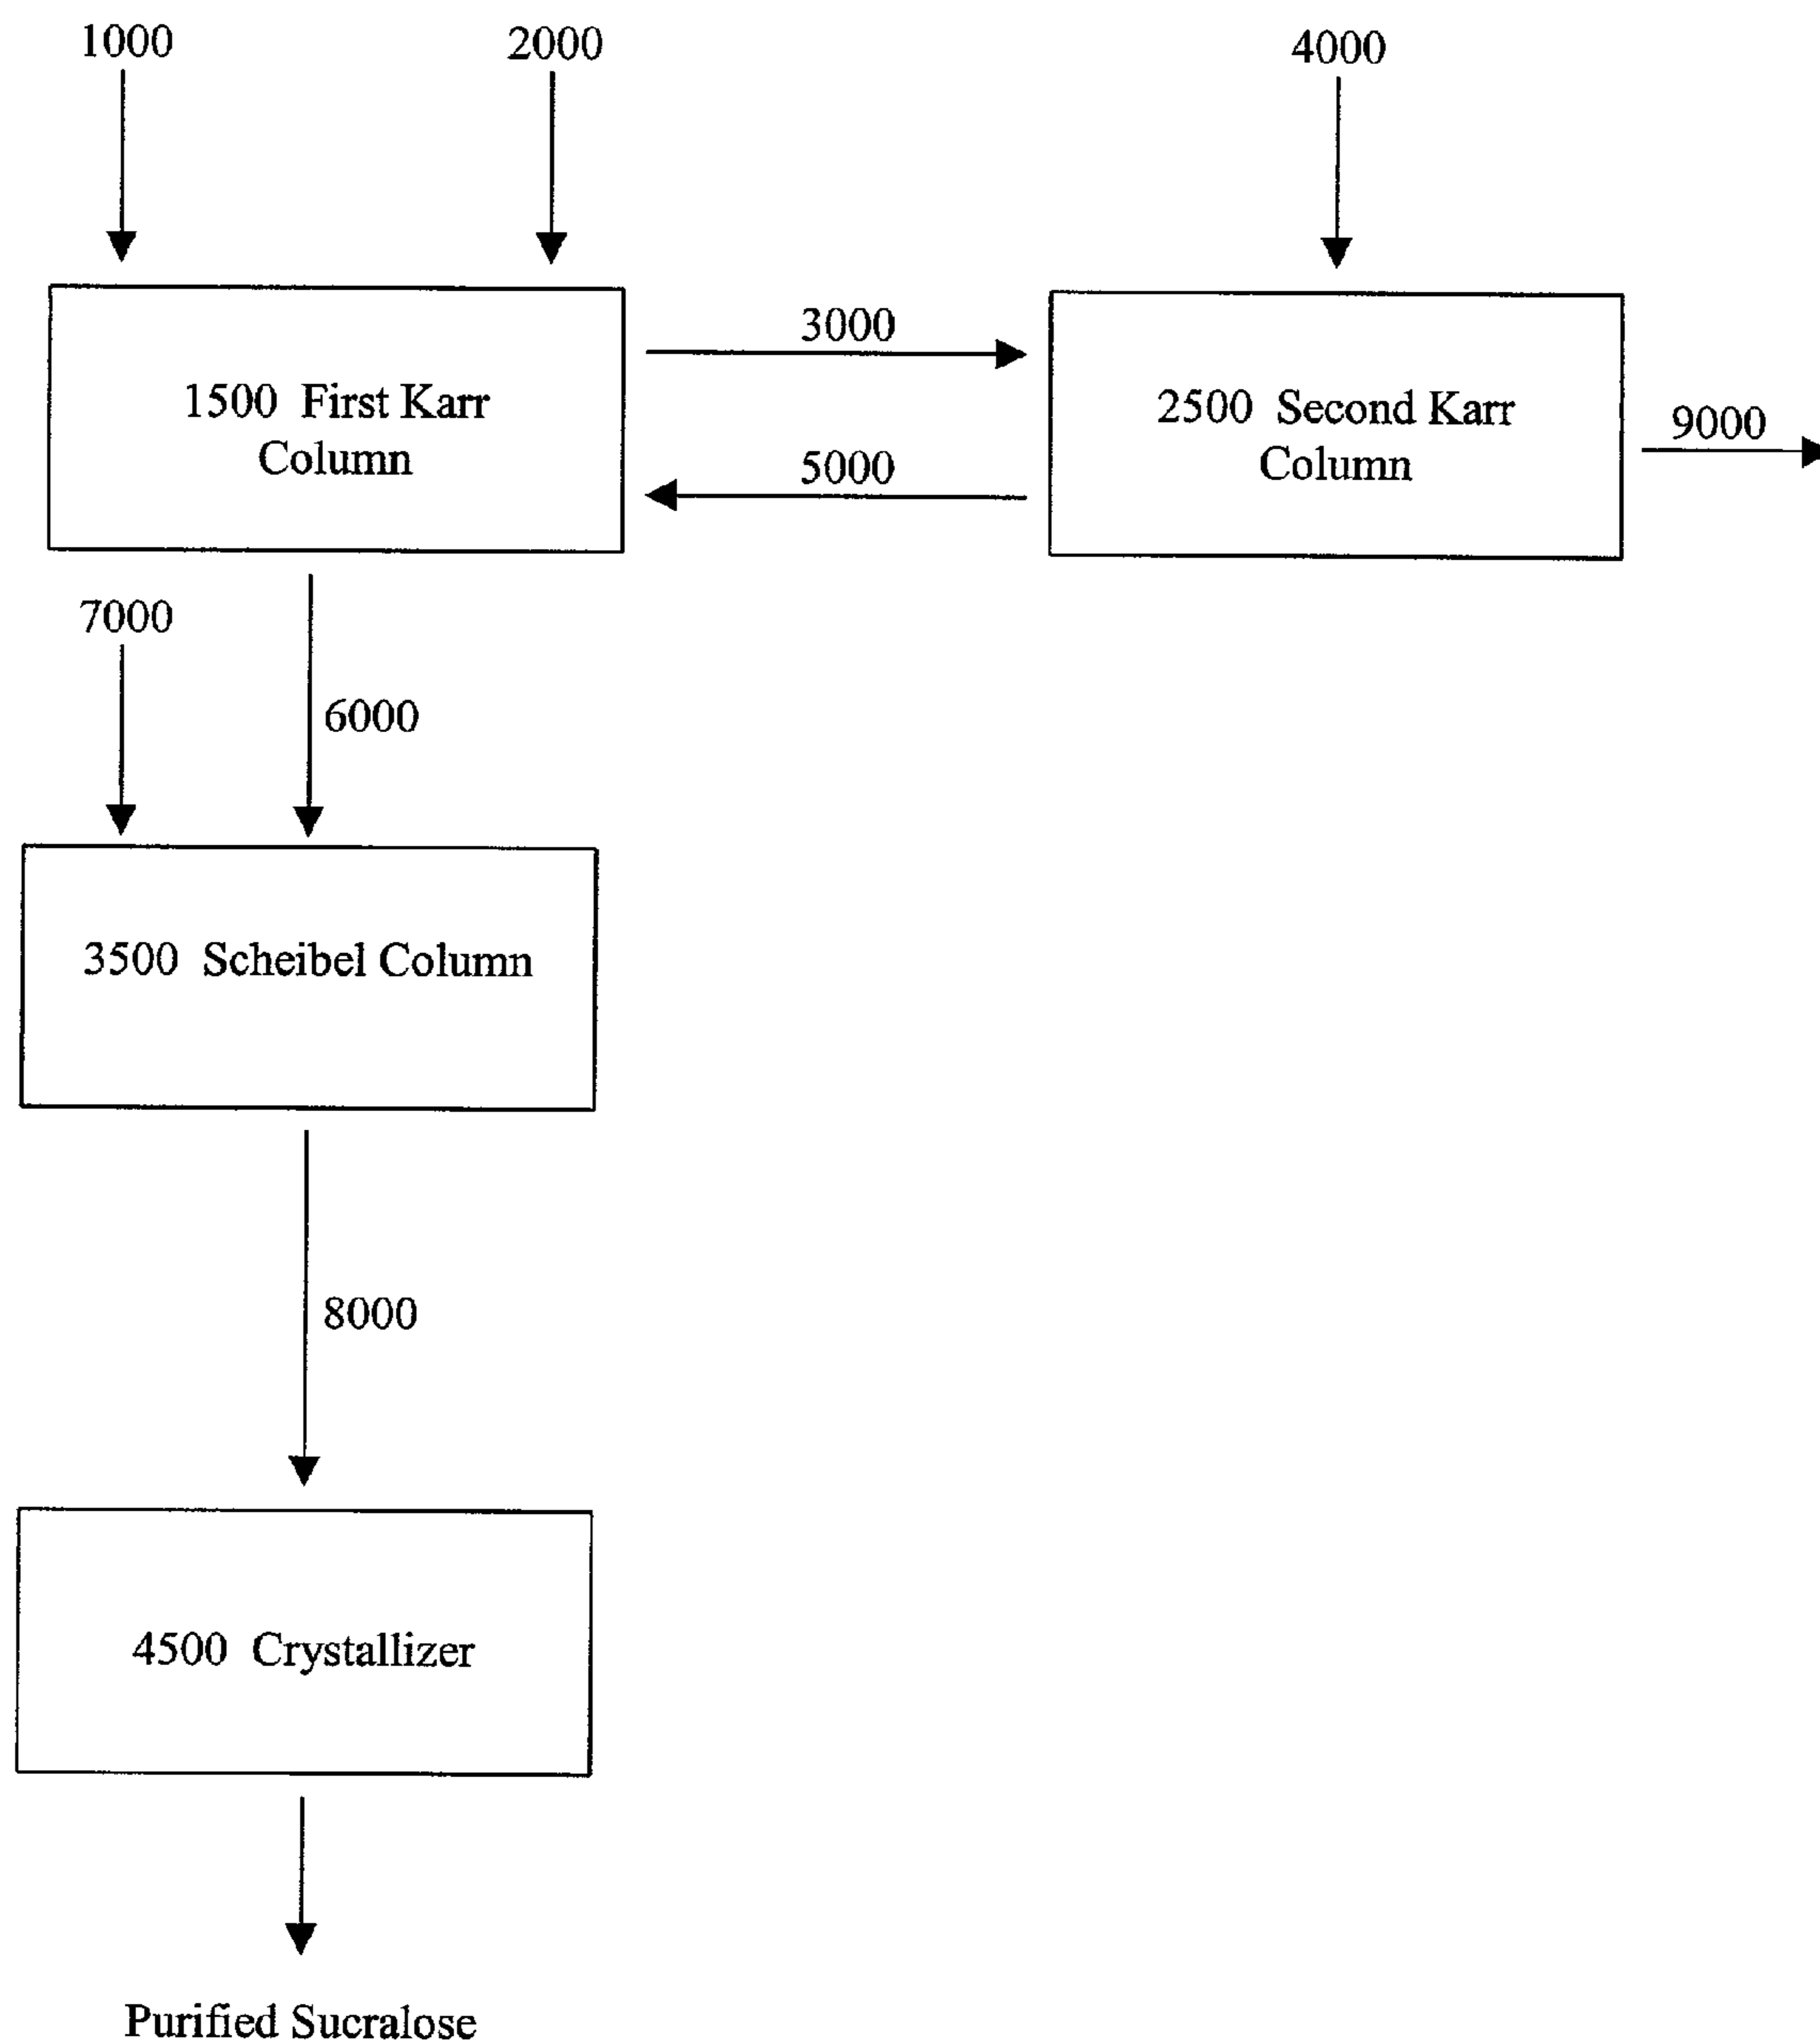 1000
2000
4000
3000
1500 First Karr
Column
2500 Second Karr
Column
9000
5000
7000
6000
3500 Scheibel Column
8000
4500 Crystallizer
Purified Sucralose